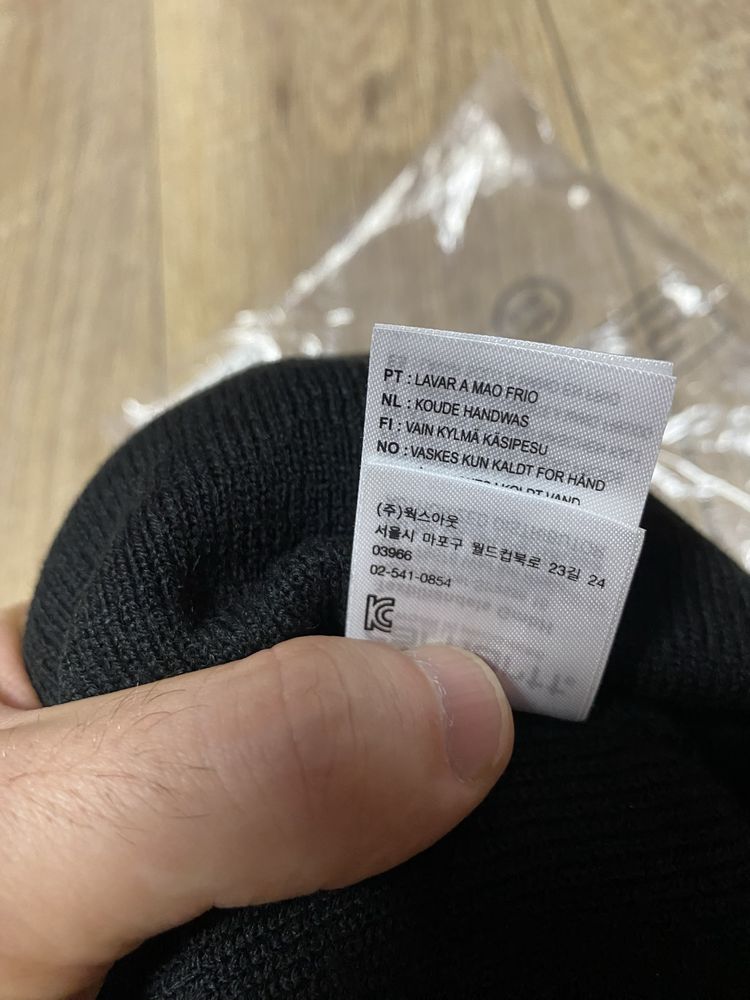 PT : LAVAR A MAO FRIO
NL : KOUDE HANDWAS
FI : VAIN KYLMÄ KÄSIPESU
NO : VASKES KUN KALDT FOR HÅND
KOLDT VAND
(주)웍스아웃
서울시 마포구 월드컵북로 23길 24
03966
02-541-0854